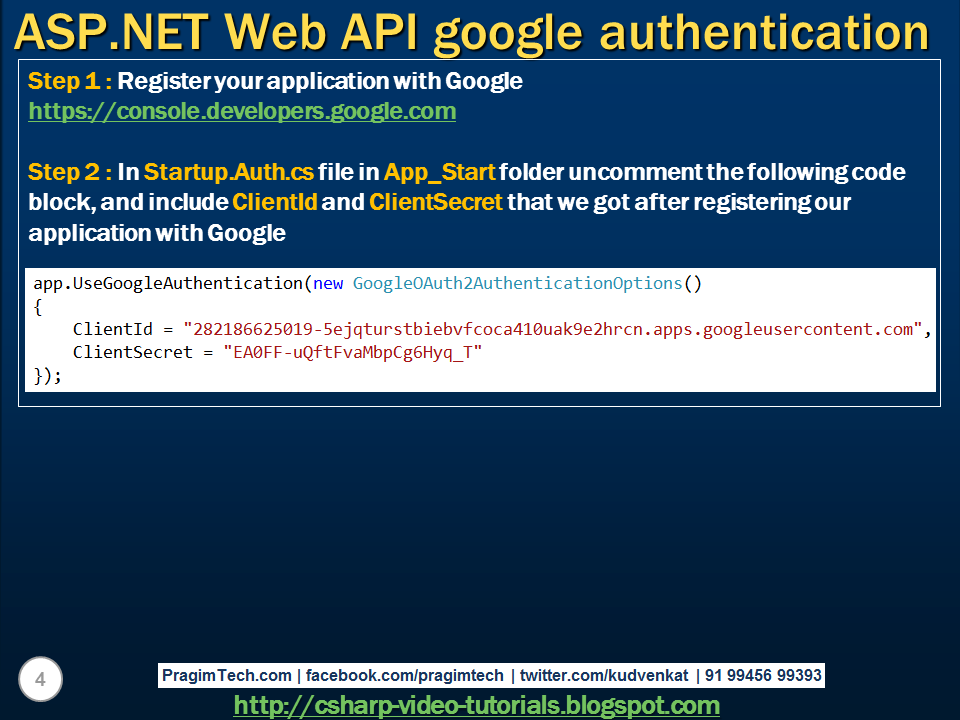 ASP.NET Web API google authentication
Step 1 : Register your application with Google
https://console.developers.google.com
Step 2 : In Startup.Auth.cs file in App_Start folder uncomment the following code
block, and include ClientId and ClientSecret that we got after registering our
application with Google
app.UseGoogleAuthentication(new GoogleOAuth2AuthenticationOptions()
{
    ClientId = "282186625019-5ejqturstbiebvfcoca410uak9e2hrcn.apps.googleusercontent.com",
    ClientSecret = "EA0FF-uQftFvaMbpCg6Hyq_T"
});
4
PragimTech.com | facebook.com/pragimtech | twitter.com/kudvenkat | 91 99456 99393
http://csharp-video-tutorials.blogspot.com